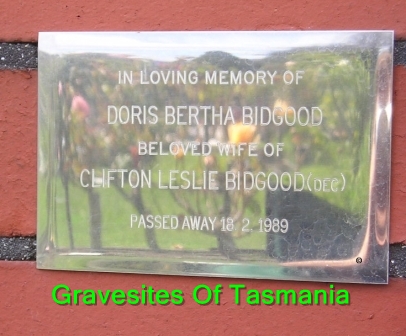 IN LOVING MEMORY OF
DORIS BERTHA BIDGOOD
BELOVED WIFE OF
CLIFTON LESLIE BIDGOOD (DEC)
PASSED AWAY 18. 2. 1989
©
Gravesites Of Tasmania